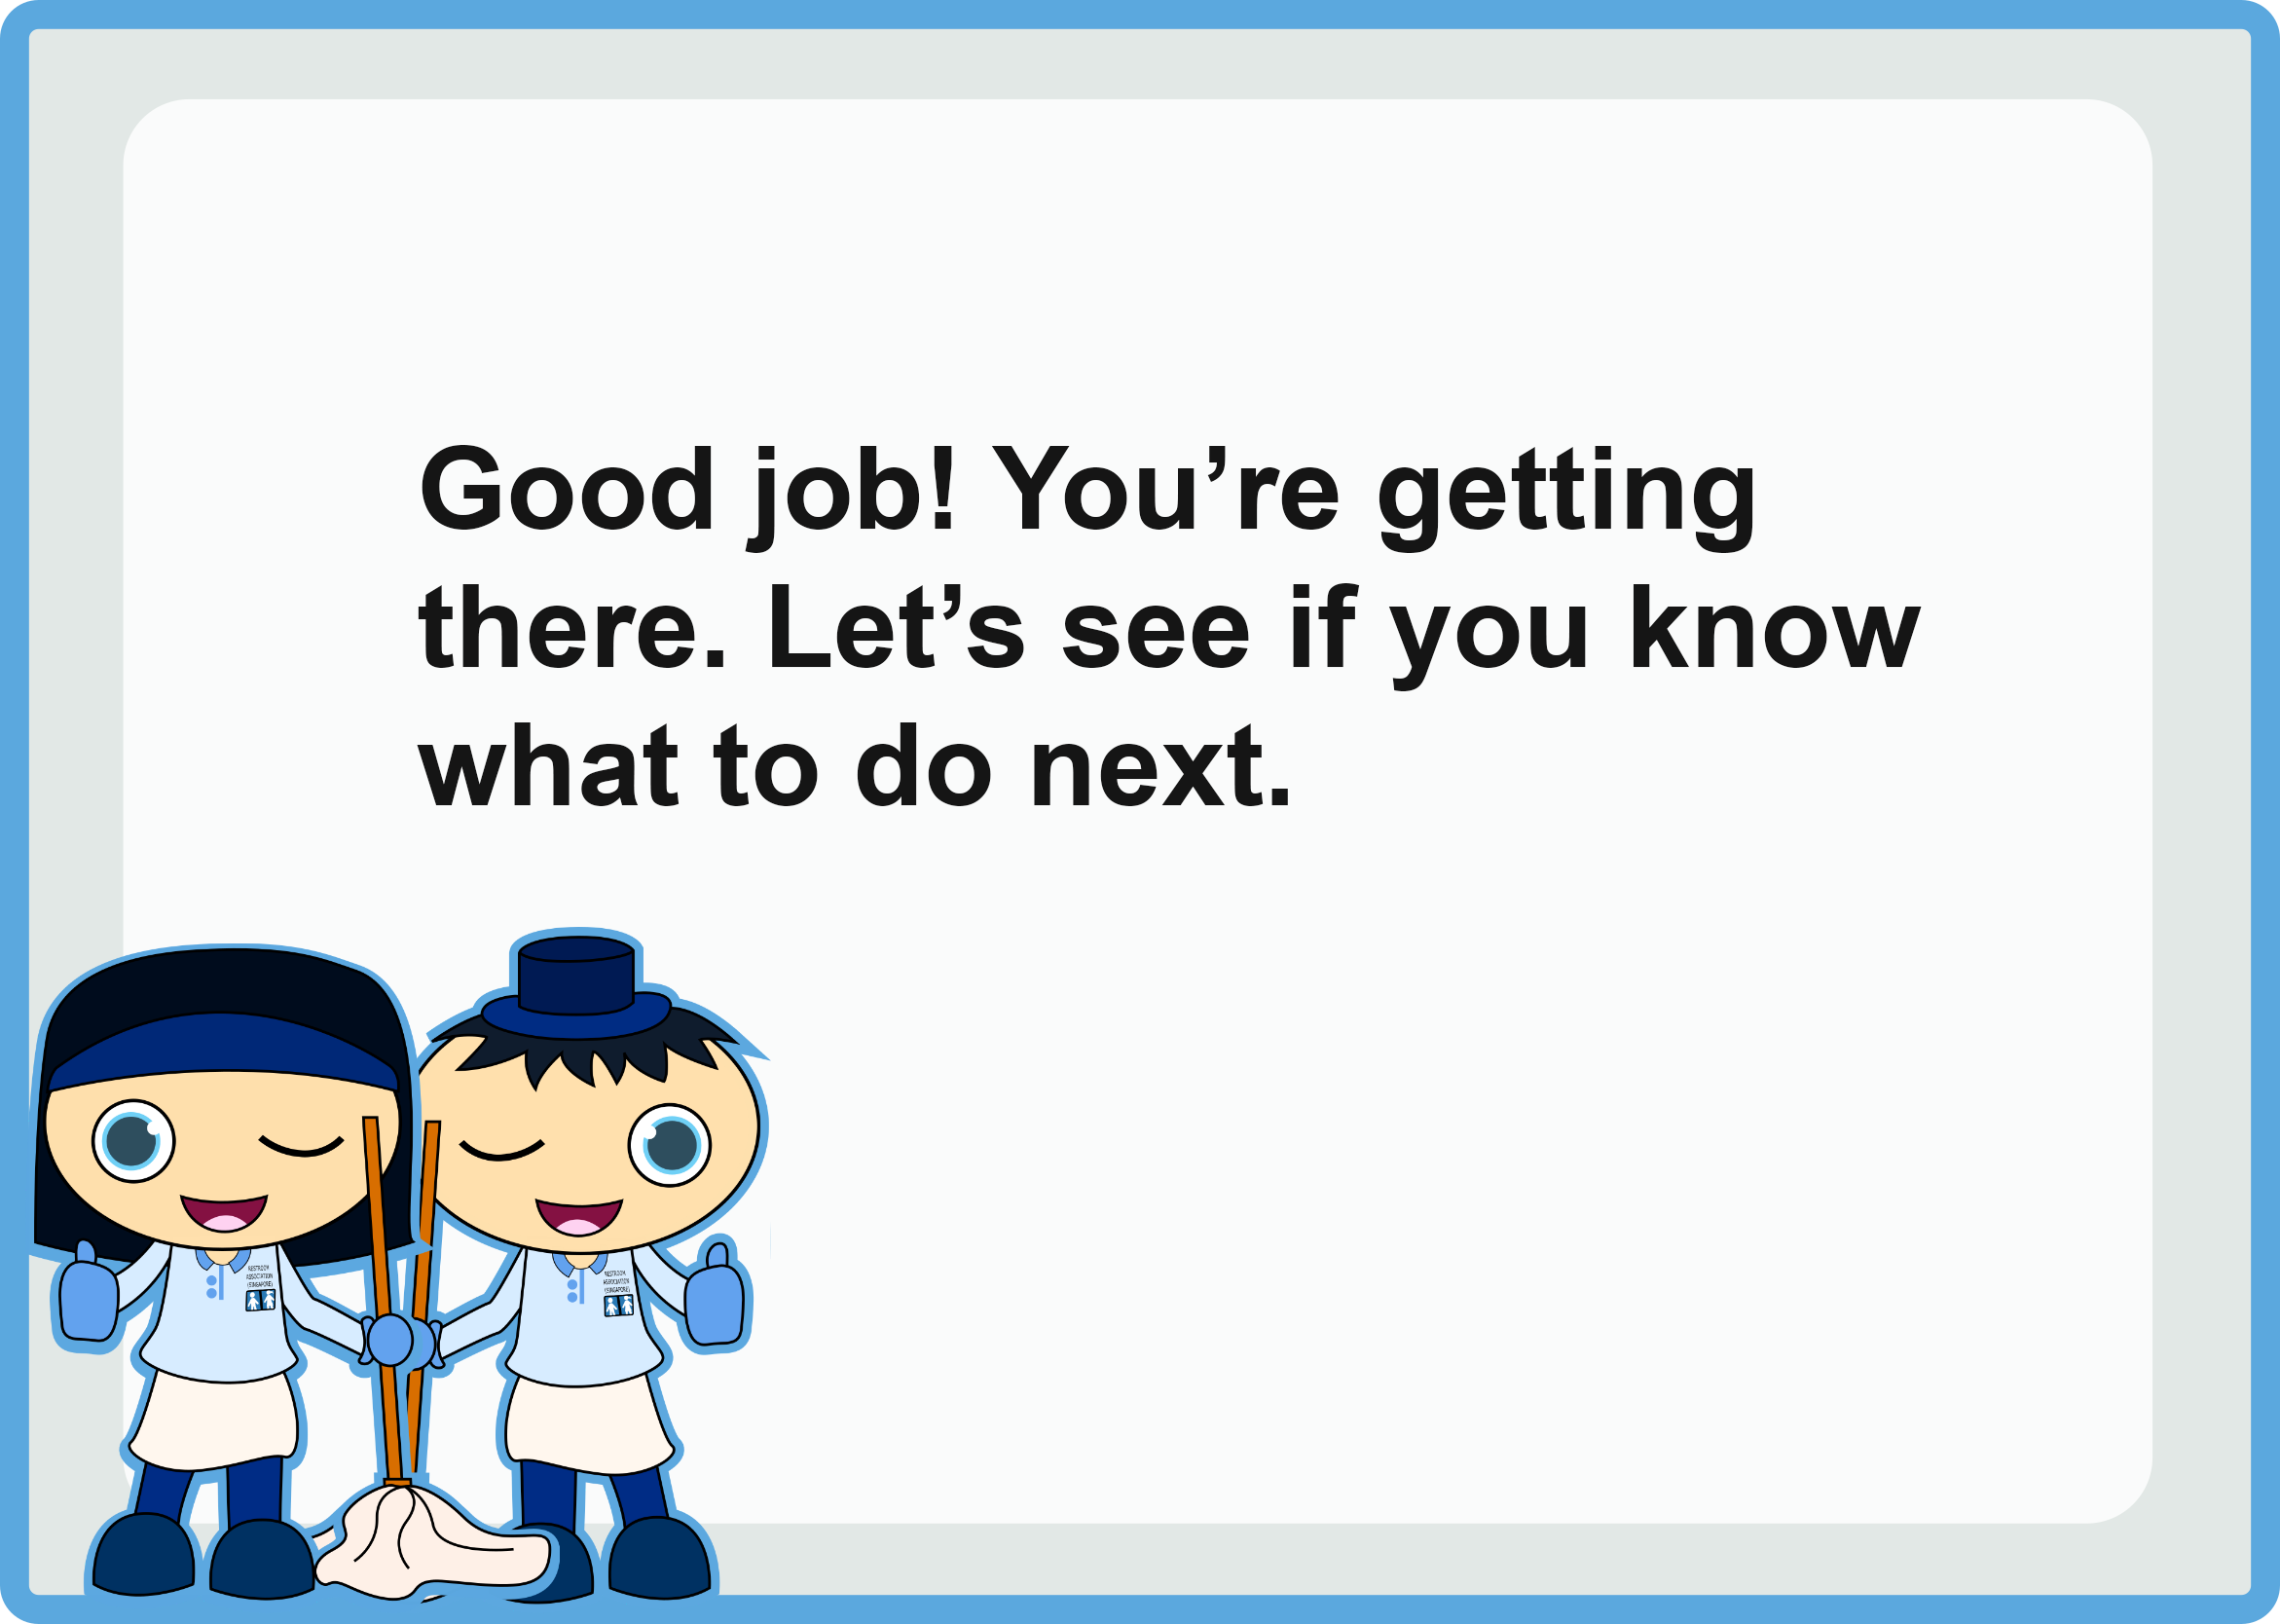 Good job! You’re getting
there. Let’s see if you know
what to do next.
RESTROOM
ASSOCIATION
(SINGAPORE)
RESTROOM
ASSOCIATION
(SINGAPORE)